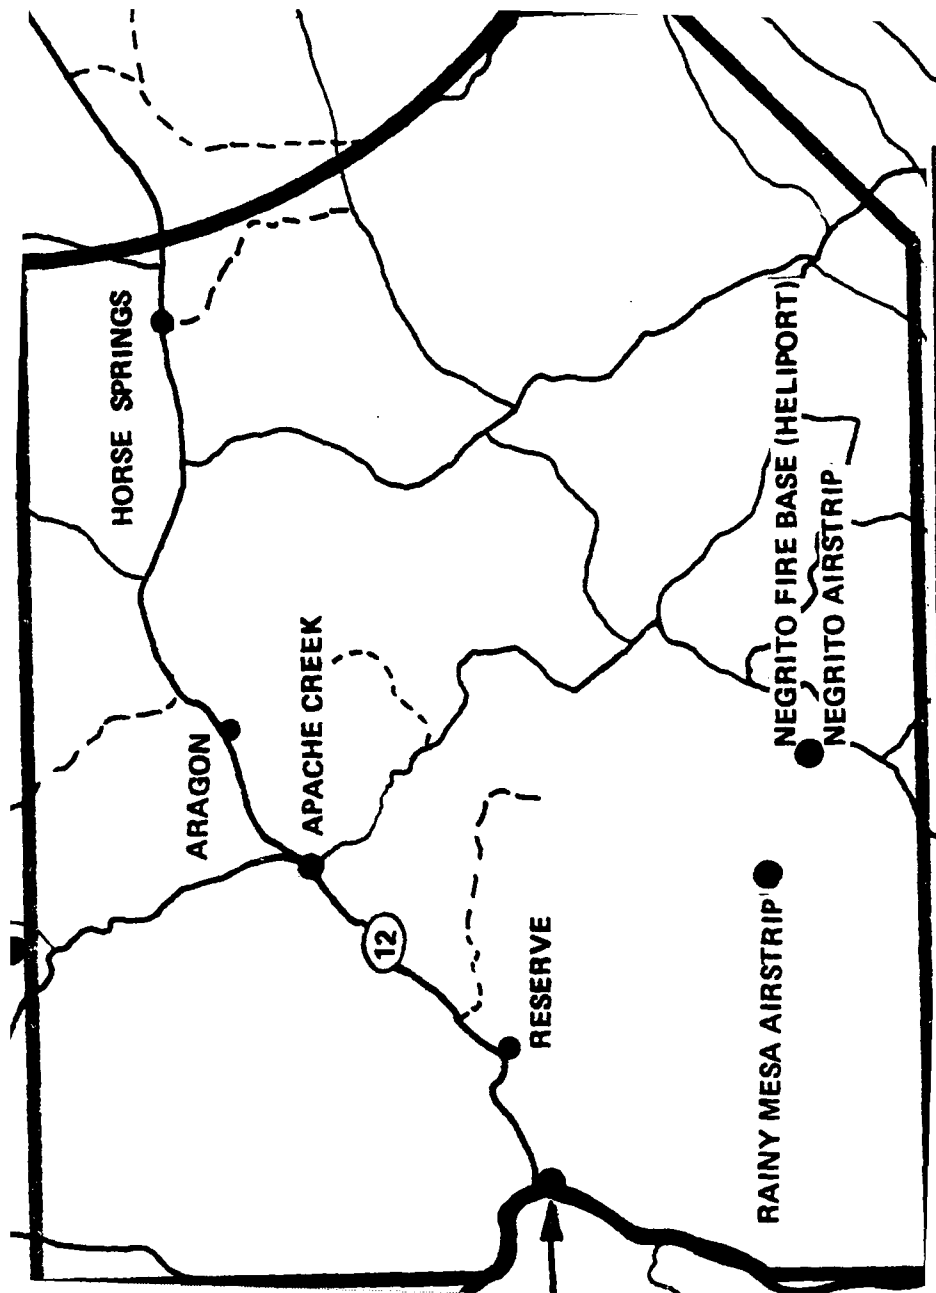 HORSE SPRINGS
ARAGON
APACHE CREEK
12
RESERVE
NEGRITO FIRE BASE (HELIPORT)
NEGRITO AIRSTRIP
RAINY MESA AIRSTRIP